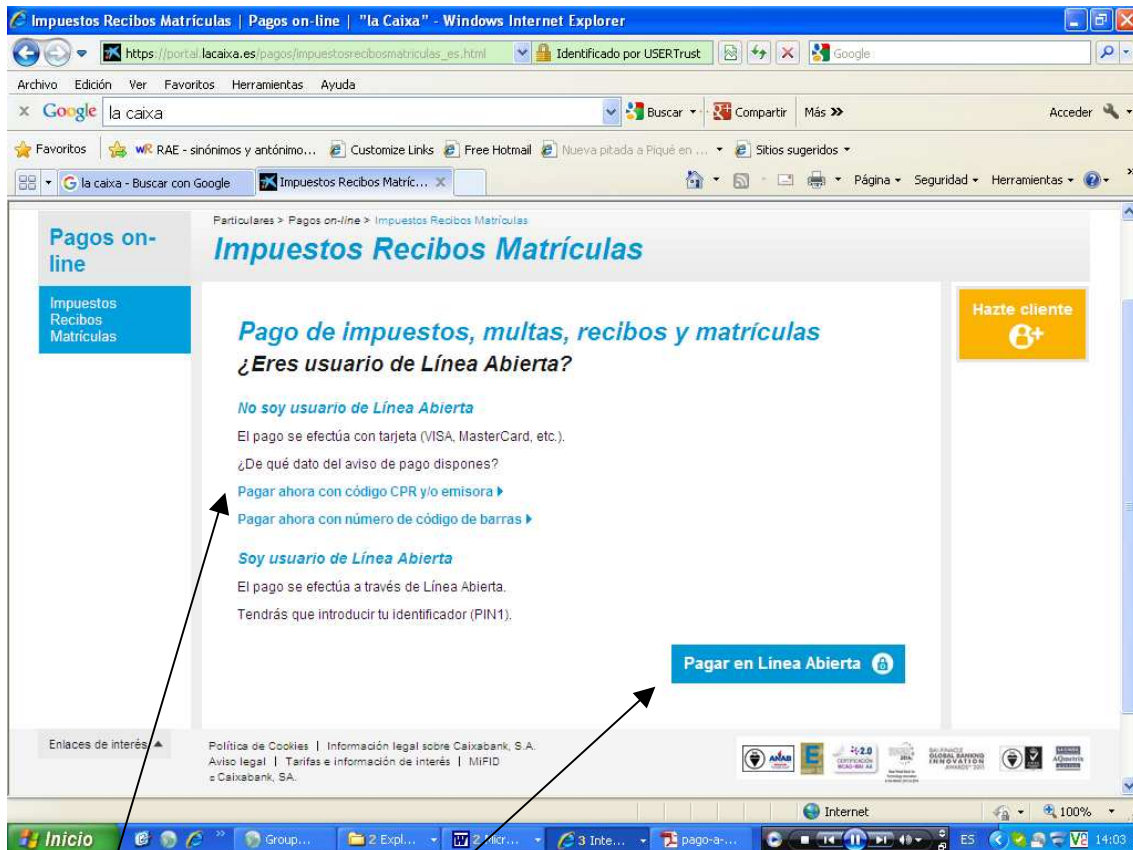 Impuestos Recibos Matrículas | Pagos on-line | "la Caixa" - Windows Internet Explorer
https://portal.lacaixa.es/pagos/impuestosrecibosmatriculas_es.html Identificado por USERTrust Google
Archivo Edición Ver Favoritos Herramientas Ayuda
x Google la caixa Buscar Compartir Más » Acceder
Favoritos wR RAE - sinónimos y antónimo... Customize Links Free Hotmail Nueva pitada a Piqué en ... Sitios sugeridos
la caixa - Buscar con Google Impuestos Recibos Matríc... Página Seguridad Herramientas »
Particulares > Pagos on-line > Impuestos Recibos Matrículas
Pagos on-
line
Impuestos Recibos Matrículas
Impuestos
Recibos
Matrículas
Hazte cliente
Pago de impuestos, multas, recibos y matrículas
¿Eres usuario de Línea Abierta?
No soy usuario de Línea Abierta
El pago se efectúa con tarjeta (VISA, MasterCard, etc.).
¿De qué dato del aviso de pago dispones?
Pagar ahora con código CPR y/o emisora
Pagar ahora con número de código de barras
Soy usuario de Línea Abierta
El pago se efectúa a través de Línea Abierta.
Tendrás que introducir tu identificador (PIN1).
Pagar en Línea Abierta
Enlaces de interés
Política de Cookies | Información legal sobre Caixabank, S.A.
Aviso legal | Tarifas e información de interés | MiFID
Caixabank, SA.
Internet 100%
Inicio » Group... 2 Expl... 2 Micr... 3 Inte... pago-a-... ES 14:03